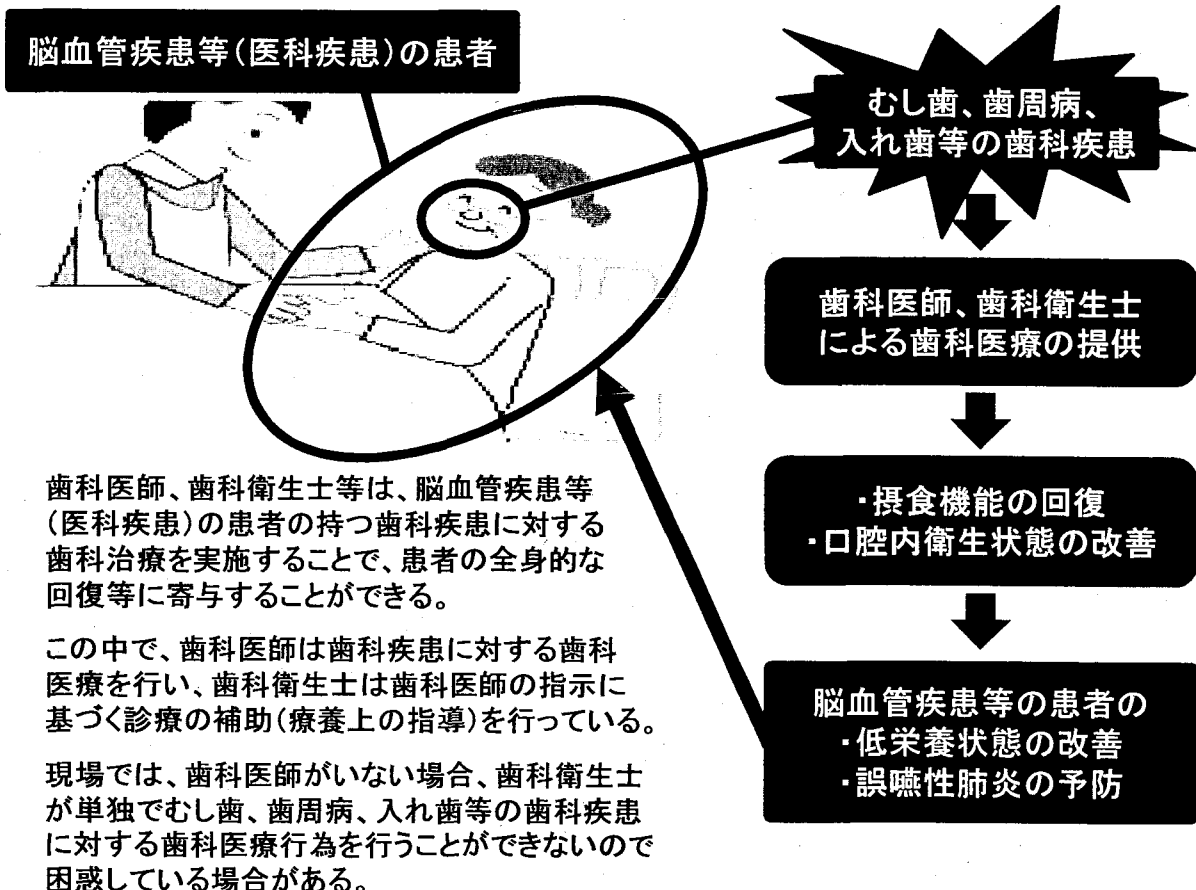 脳血管疾患等(医科疾患)の患者
むし歯、歯周病、
入れ歯等の歯科疾患
歯科医師、歯科衛生士
による歯科医療の提供
・摂食機能の回復
・口腔内衛生状態の改善
脳血管疾患等の患者の
・低栄養状態の改善
・誤嚥性肺炎の予防
歯科医師、歯科衛生士等は、脳血管疾患等
(医科疾患)の患者の持つ歯科疾患に対する
歯科治療を実施することで、患者の全身的な
回復等に寄与することができる。
この中で、歯科医師は歯科疾患に対する歯科
医療を行い、歯科衛生士は歯科医師の指示に
基づく診療の補助(療養上の指導)を行っている。
現場では、歯科医師がいない場合、歯科衛生士
が単独でむし歯、歯周病、入れ歯等の歯科疾患
に対する歯科医療行為を行うことができないので
困惑している場合がある。